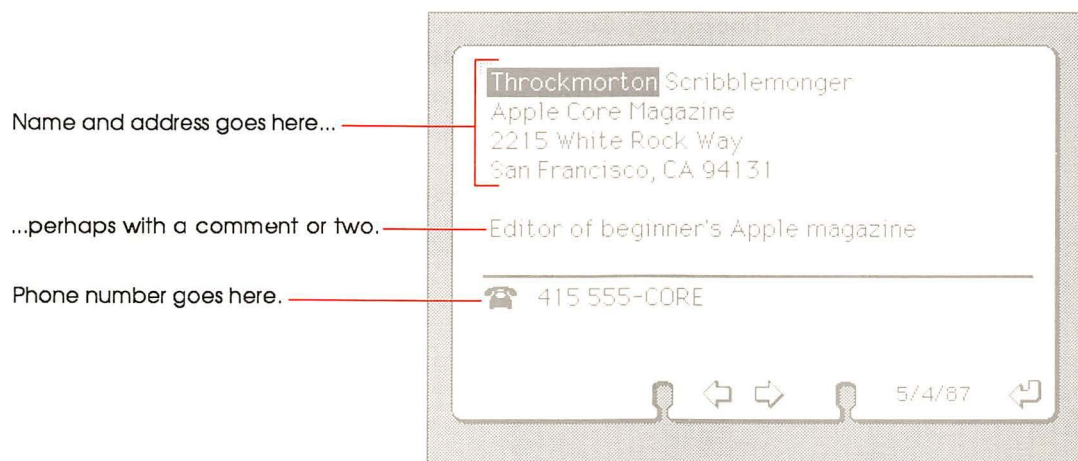 Throckmorton Scribblemonger
Apple Core Magazine
2215 White Rock Way
San Francisco, CA 94131
Name and address goes here...
...perhaps with a comment or two.
Editor of beginner's Apple magazine
Phone number goes here.
415 555-CORE
5/4/87